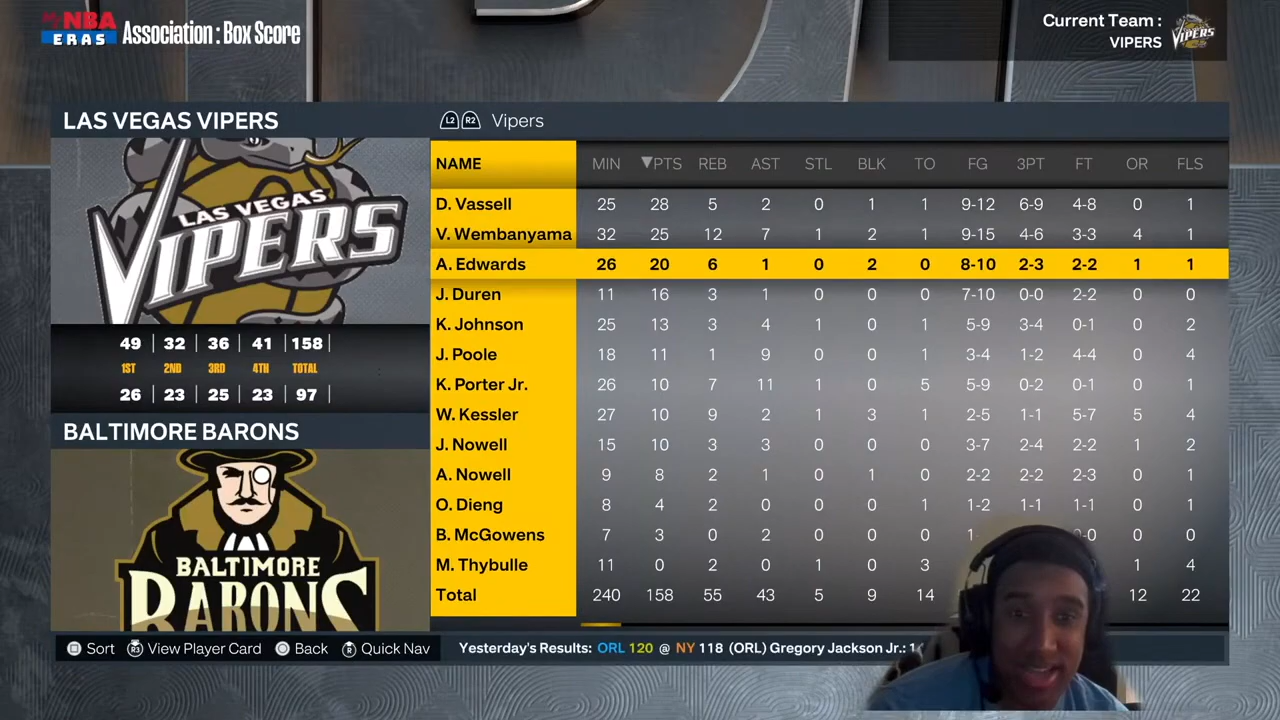 MyNBA ERAS Association : Box Score
Current Team :
VIPERS
VIPERS
LAS VEGAS VIPERS
LAS VEGAS
VIPERS
49 32 36 41 158
1ST 2ND 3RD 4TH TOTAL
26 23 25 23 97
BALTIMORE BARONS
BALTIMORE
BARONS
L2 R2 Vipers
NAME MIN ▼PTS REB AST STL BLK TO FG 3PT FT OR FLS
D. Vassell 25 28 5 2 0 1 1 9-12 6-9 4-8 0 1
V. Wembanyama 32 25 12 7 1 2 1 9-15 4-6 3-3 4 1
A. Edwards 26 20 6 1 0 2 0 8-10 2-3 2-2 1 1
J. Duren 11 16 3 1 0 0 0 7-10 0-0 2-2 0 0
K. Johnson 25 13 3 4 1 0 1 5-9 3-4 0-1 0 2
J. Poole 18 11 1 9 0 0 1 3-4 1-2 4-4 0 4
K. Porter Jr. 26 10 7 11 1 0 5 5-9 0-2 0-1 0 1
W. Kessler 27 10 9 2 1 3 1 2-5 1-1 5-7 5 4
J. Nowell 15 10 3 3 0 0 0 3-7 2-4 2-2 1 2
A. Nowell 9 8 2 1 0 1 0 2-2 2-2 2-3 0 1
O. Dieng 8 4 2 0 0 0 1 1-2 1-1 1-1 0 1
B. McGowens 7 3 0 2 0 0 0 0 0
M. Thybulle 11 0 2 0 1 0 3 1 4
Total 240 158 55 43 5 9 14 12 22
Sort R3 View Player Card Back R Quick Nav
Yesterday's Results: ORL 120 @ NY 118 (ORL) Gregory Jackson Jr.: